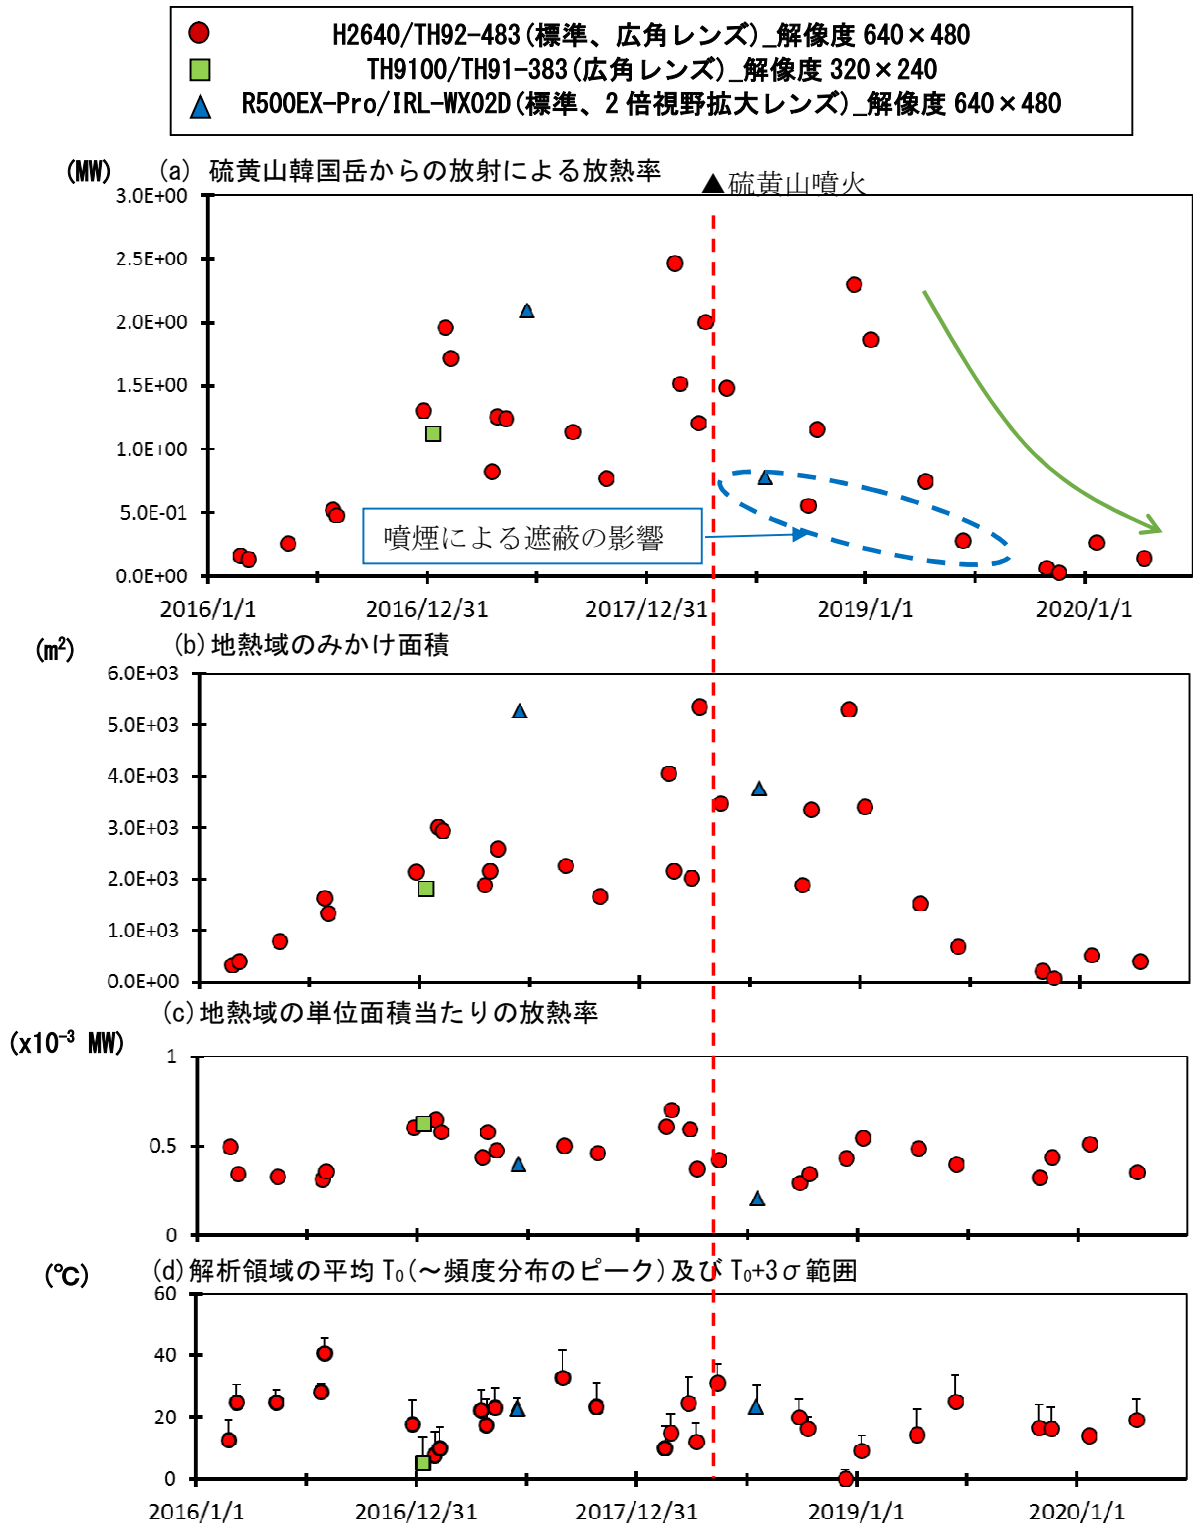 H2640/TH92-483(標準、広角レンズ)_解像度 640×480
TH9100/TH91-383(広角レンズ)_解像度 320×240
R500EX-Pro/IRL-WX02D(標準、2 倍視野拡大レンズ)_解像度 640×480
(MW) (a) 硫黄山韓国岳からの放射による放熱率
▲硫黄山噴火
3.0E+00
2.5E+00
2.0E+00
1.5E+00
1.0E+00
5.0E-01
0.0E+00
噴煙による遮蔽の影響
2016/1/1 2016/12/31 2017/12/31 2019/1/1 2020/1/1
(m²) (b)地熱域のみかけ面積
6.0E+03
5.0E+03
4.0E+03
3.0E+03
2.0E+03
1.0E+03
0.0E+00
(c)地熱域の単位面積当たりの放熱率
(x10⁻³ MW)
1
0.5
0
(℃) (d)解析領域の平均 T₀(～頻度分布のピーク)及び T₀+3σ範囲
60
40
20
0
2016/1/1 2016/12/31 2017/12/31 2019/1/1 2020/1/1